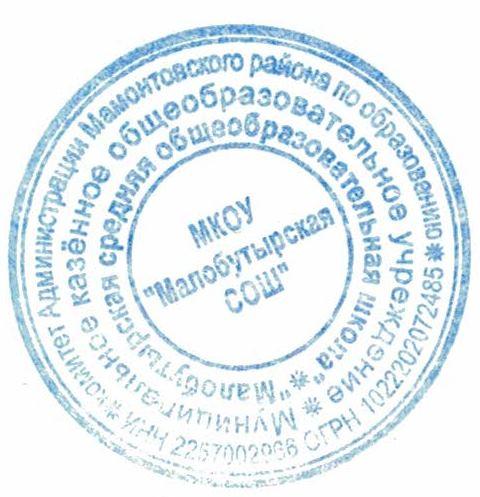 Комитет Администрации Мамонтовского района по образованию ✳
ИНН 2257002966 ОГРН 1022202072485 ✳
Муниципальное казённое общеобразовательное учреждение ✳
"Малобутырская средняя общеобразовательная школа" ✳
МКОУ
"Малобутырская
СОШ"